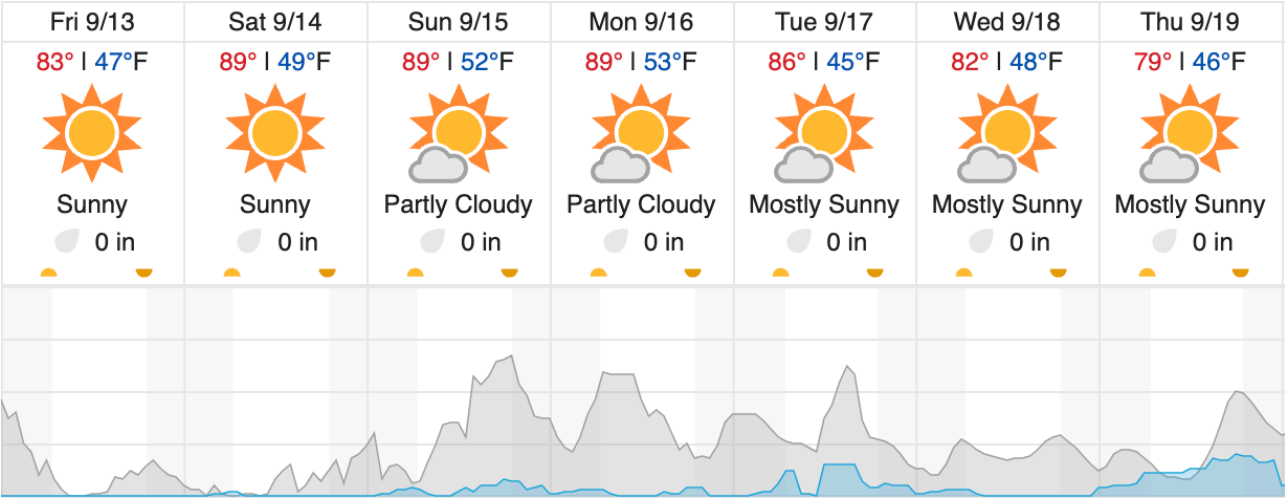 Fri 9/13 Sat 9/14 Sun 9/15 Mon 9/16 Tue 9/17 Wed 9/18 Thu 9/19
83° | 47°F 89° | 49°F 89° | 52°F 89° | 53°F 86° | 45°F 82° | 48°F 79° | 46°F
Sunny Sunny Partly Cloudy Partly Cloudy Mostly Sunny Mostly Sunny Mostly Sunny
0 in 0 in 0 in 0 in 0 in 0 in 0 in